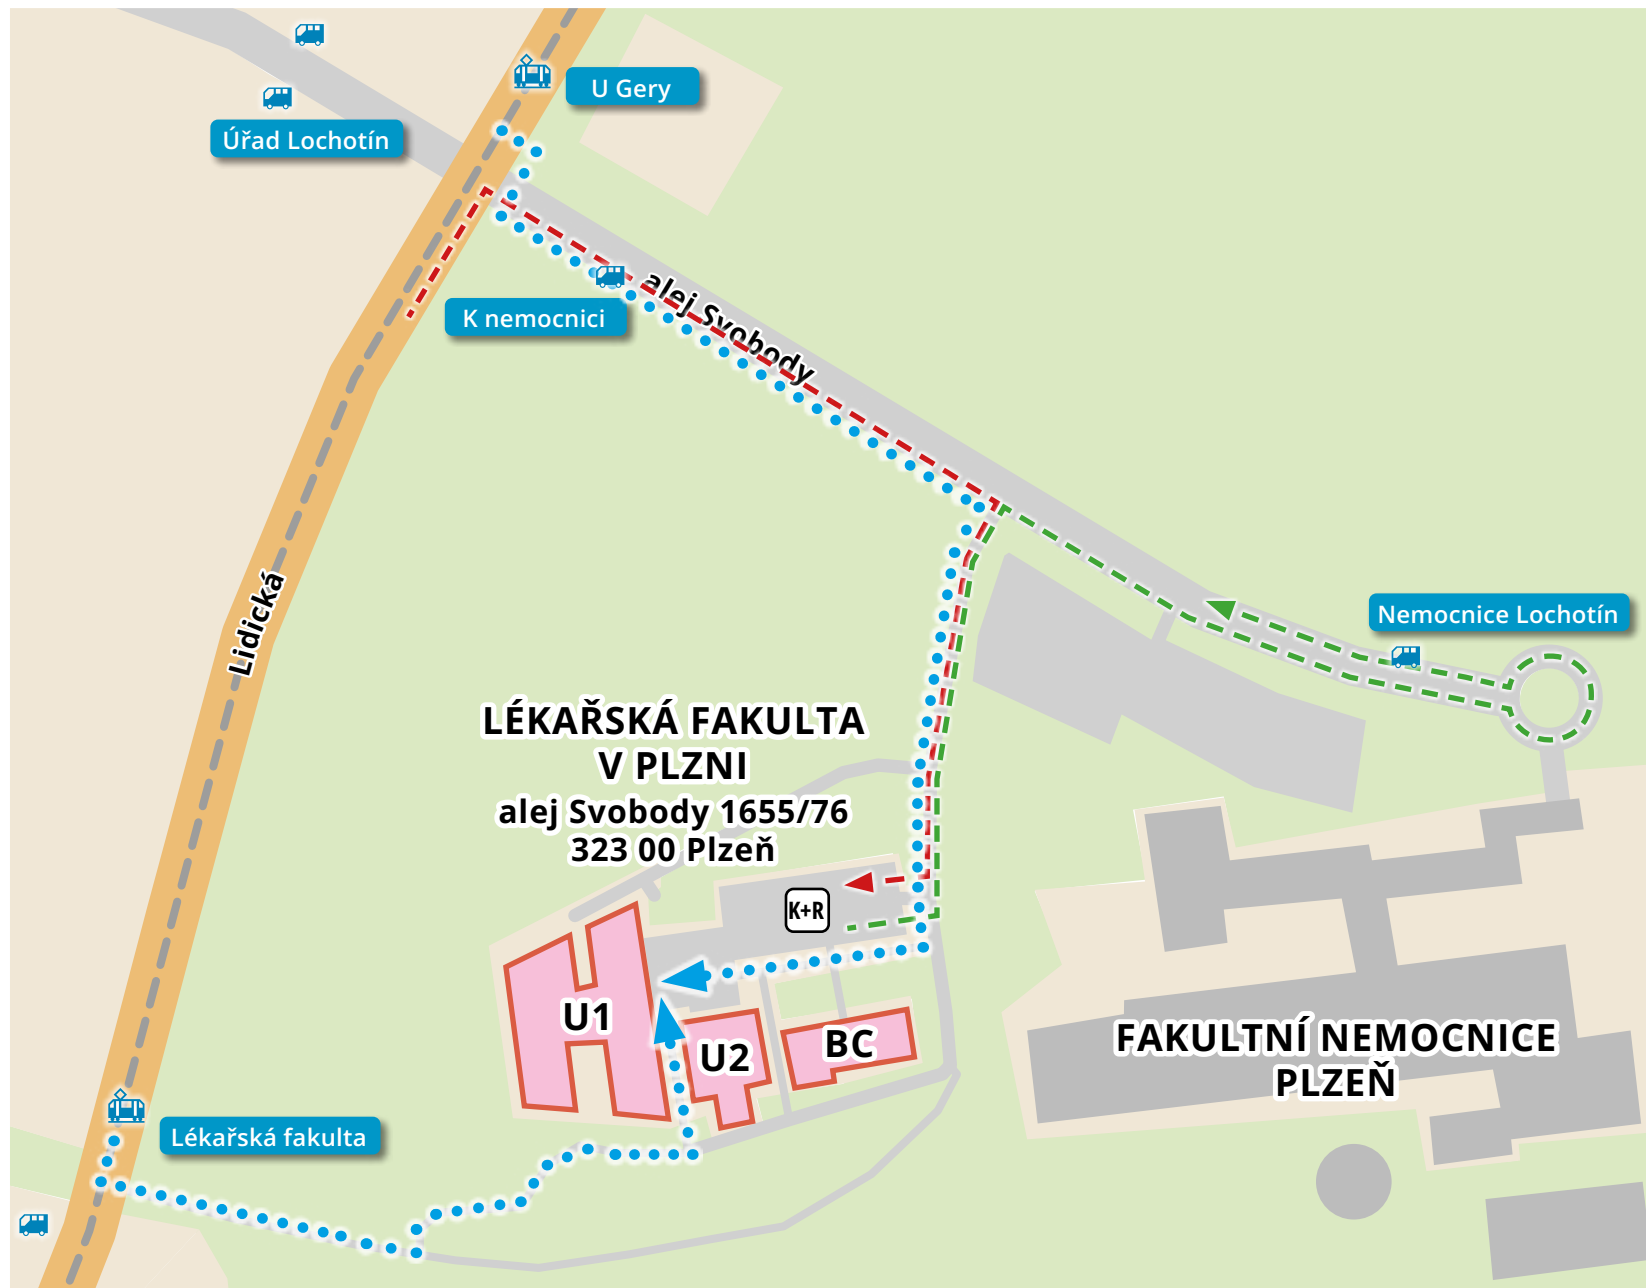 U Gery
Úřad Lochotín
K nemocnici
alej Svobody
Lidická
Nemocnice Lochotín
LÉKAŘSKÁ FAKULTA
V PLZNI
alej Svobody 1655/76
323 00 Plzeň
K+R
U1
U2
BC
FAKULTNÍ NEMOCNICE
PLZEŇ
Lékařská fakulta